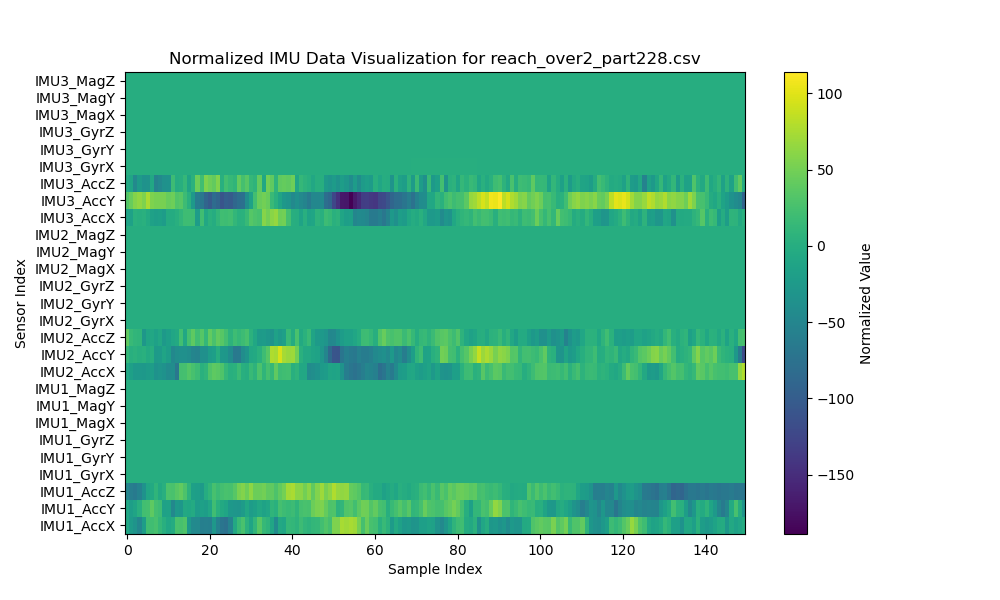 Normalized IMU Data Visualization for reach_over2_part228.csv
IMU3_MagZ
IMU3_MagY
IMU3_MagX
IMU3_GyrZ
IMU3_GyrY
IMU3_GyrX
IMU3_AccZ
IMU3_AccY
IMU3_AccX
IMU2_MagZ
IMU2_MagY
IMU2_MagX
IMU2_GyrZ
IMU2_GyrY
IMU2_GyrX
IMU2_AccZ
IMU2_AccY
IMU2_AccX
IMU1_MagZ
IMU1_MagY
IMU1_MagX
IMU1_GyrZ
IMU1_GyrY
IMU1_GyrX
IMU1_AccZ
IMU1_AccY
IMU1_AccX
Sensor Index
0 20 40 60 80 100 120 140
Sample Index
100
50
0
−50
−100
−150
Normalized Value